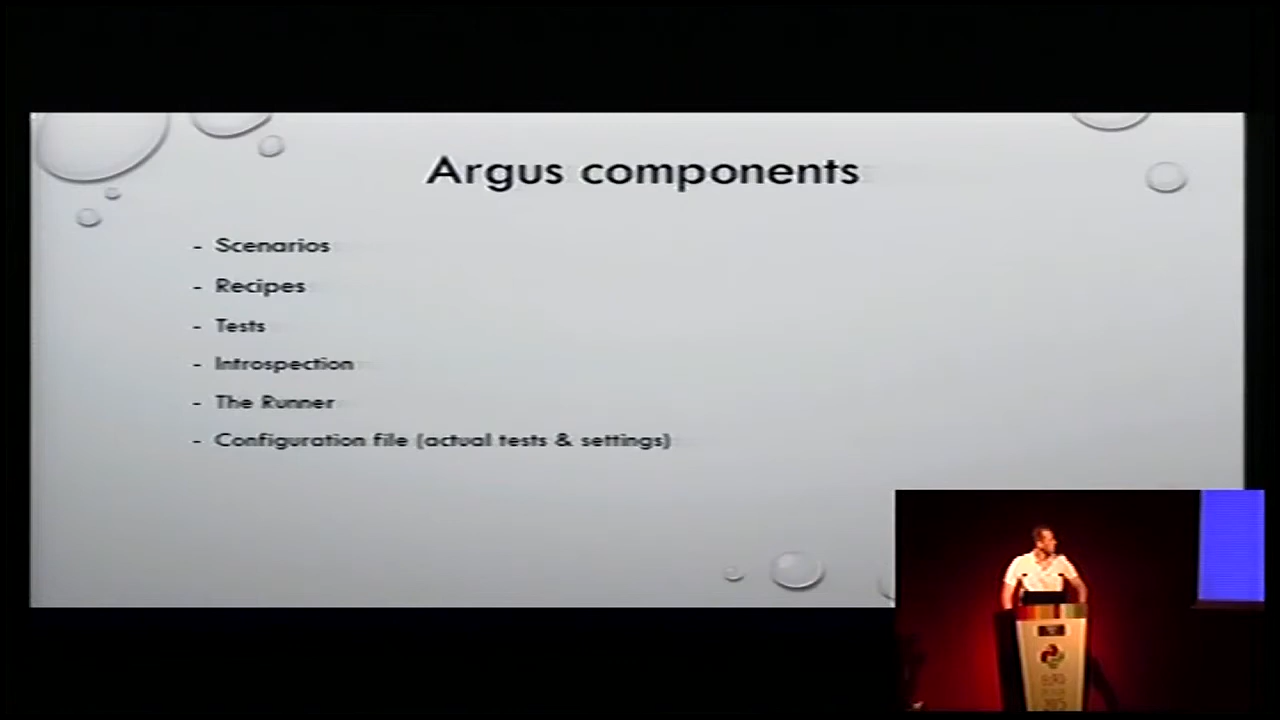 Argus components
- Scenarios
- Recipes
- Tests
- Introspection
- The Runner
- Configuration file (actual tests & settings)